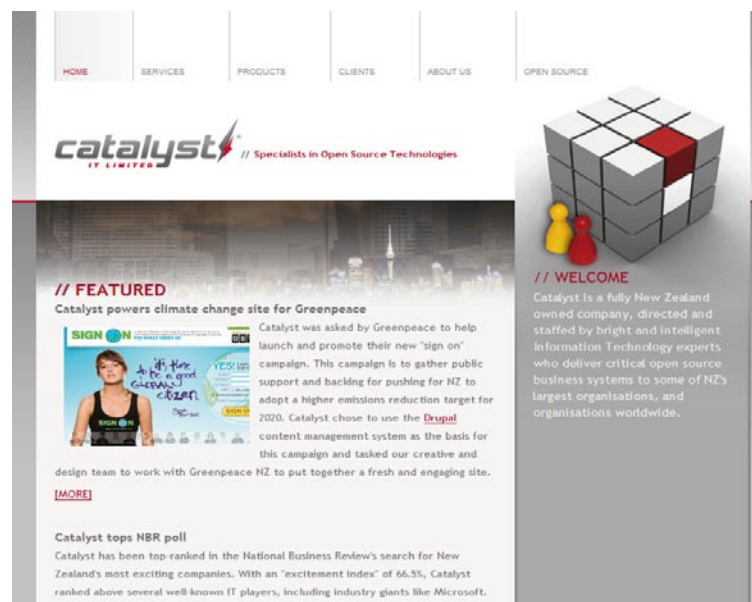 HOME SERVICES PRODUCTS CLIENTS ABOUT US OPEN SOURCE
catalyst
IT LIMITED
// Specialists in Open Source Technologies
// FEATURED
Catalyst powers climate change site for Greenpeace
SIGN ON
it's time
to be a good
GLOBAL
citizen
SIGN ON
YES!
SIGN ON
Catalyst was asked by Greenpeace to help
launch and promote their new "sign on"
campaign. This campaign is to gather public
support and backing for pushing for NZ to
adopt a higher emissions reduction target for
2020. Catalyst chose to use the Drupal
content management system as the basis for
this campaign and tasked our creative and
design team to work with Greenpeace NZ to put together a fresh and engaging site.
[MORE]
Catalyst tops NBR poll
Catalyst has been top-ranked in the National Business Review's search for New
Zealand's most exciting companies. With an "excitement index" of 66.5%, Catalyst
ranked above several well-known IT players, including industry giants like Microsoft.
// WELCOME
Catalyst is a fully New Zealand
owned company, directed and
staffed by bright and intelligent
Information Technology experts
who deliver critical open source
business systems to some of NZ's
largest organisations, and
organisations worldwide.